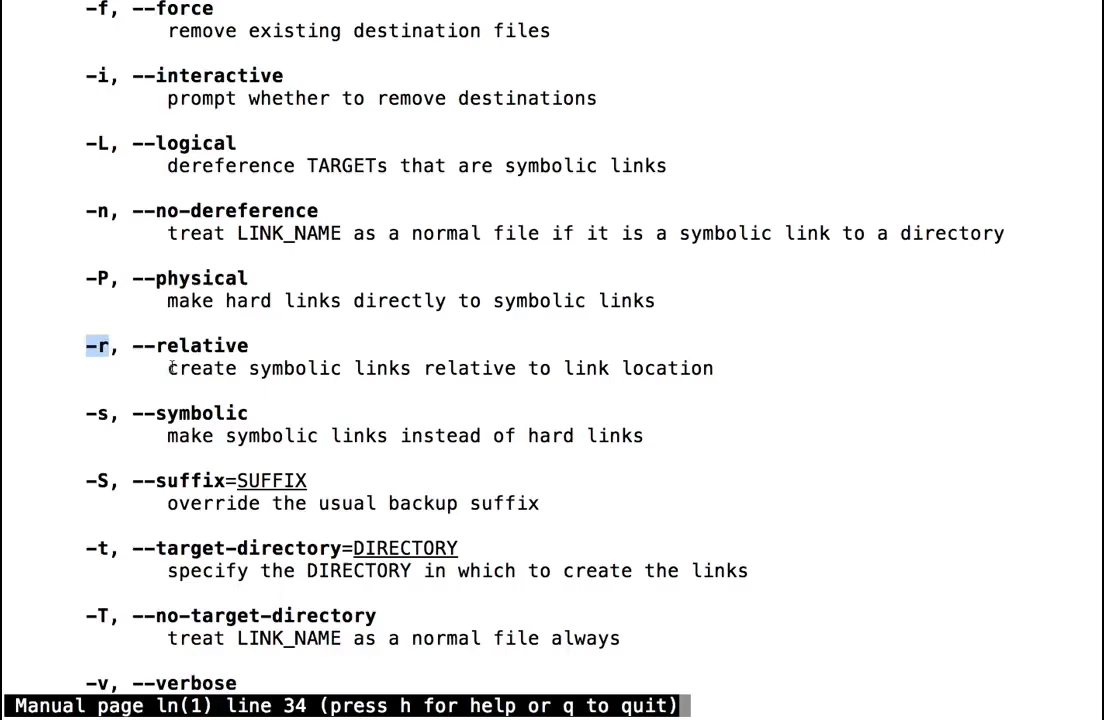 -f, --force
remove existing destination files
-i, --interactive
prompt whether to remove destinations
-L, --logical
dereference TARGETs that are symbolic links
-n, --no-dereference
treat LINK_NAME as a normal file if it is a symbolic link to a directory
-P, --physical
make hard links directly to symbolic links
-r, --relative
create symbolic links relative to link location
-s, --symbolic
make symbolic links instead of hard links
-S, --suffix=SUFFIX
override the usual backup suffix
-t, --target-directory=DIRECTORY
specify the DIRECTORY in which to create the links
-T, --no-target-directory
treat LINK_NAME as a normal file always
-v, --verbose
Manual page ln(1) line 34 (press h for help or q to quit)